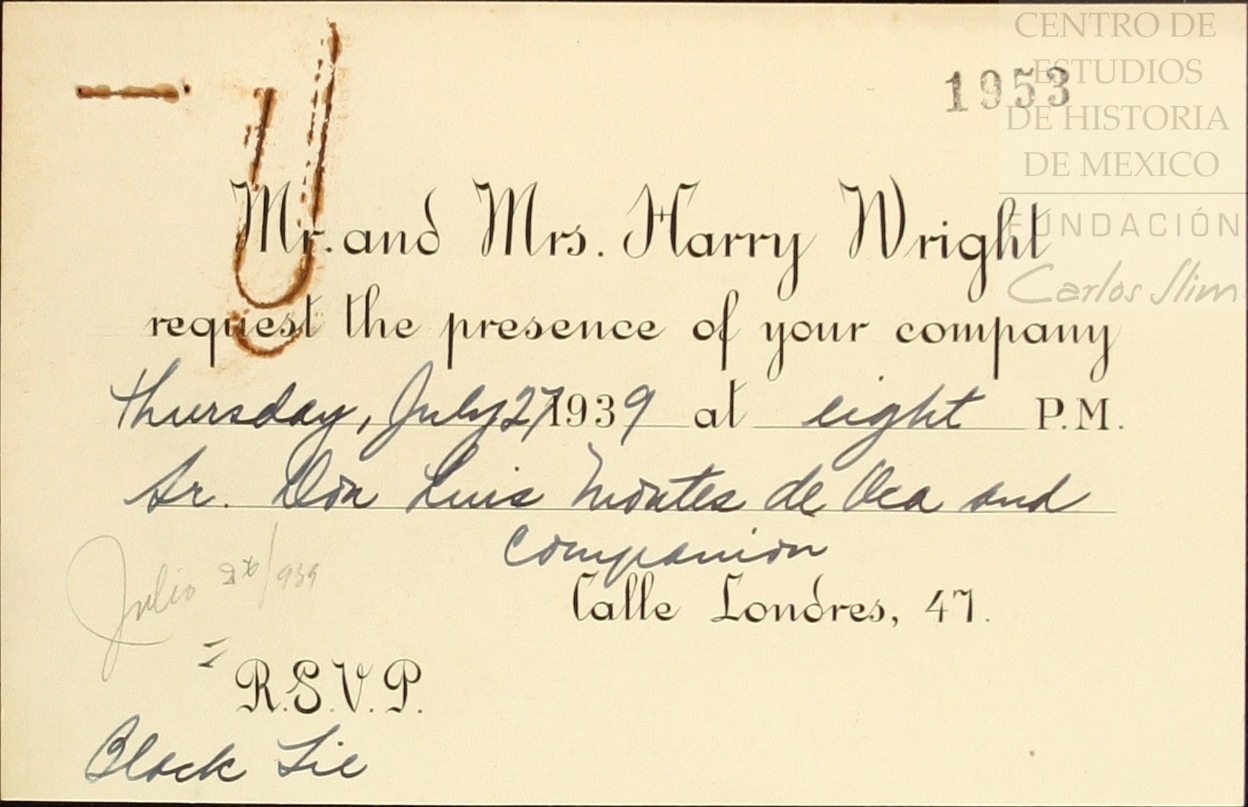 CENTRO DE
ESTUDIOS
DE HISTORIA
DE MEXICO
FUNDACIÓN
Carlos Slim
1953
Mr. and Mrs. Harry Wright
request the presence of your company
Thursday, July 27 1939 at eight P.M.
Sr. Don Luis Montes de Oca and
Companion
Calle Londres, 47.
Julio 26/939
R.S.V.P.
Black Tie